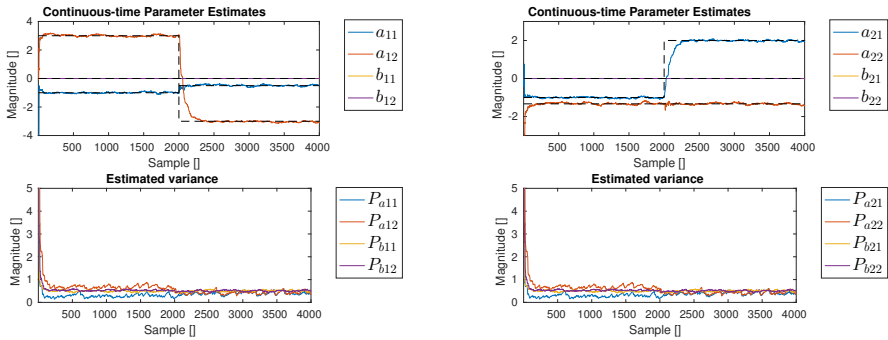 Continuous-time Parameter Estimates
Magnitude []
4
2
0
-2
-4
500 1000 1500 2000 2500 3000 3500 4000
Sample []
a11
a12
b11
b12
Continuous-time Parameter Estimates
Magnitude []
2
0
-2
500 1000 1500 2000 2500 3000 3500 4000
Sample []
a21
a22
b21
b22
Estimated variance
Magnitude []
5
4
3
2
1
0
500 1000 1500 2000 2500 3000 3500 4000
Sample []
Pa11
Pa12
Pb11
Pb12
Estimated variance
Magnitude []
5
4
3
2
1
0
500 1000 1500 2000 2500 3000 3500 4000
Sample []
Pa21
Pa22
Pb21
Pb22